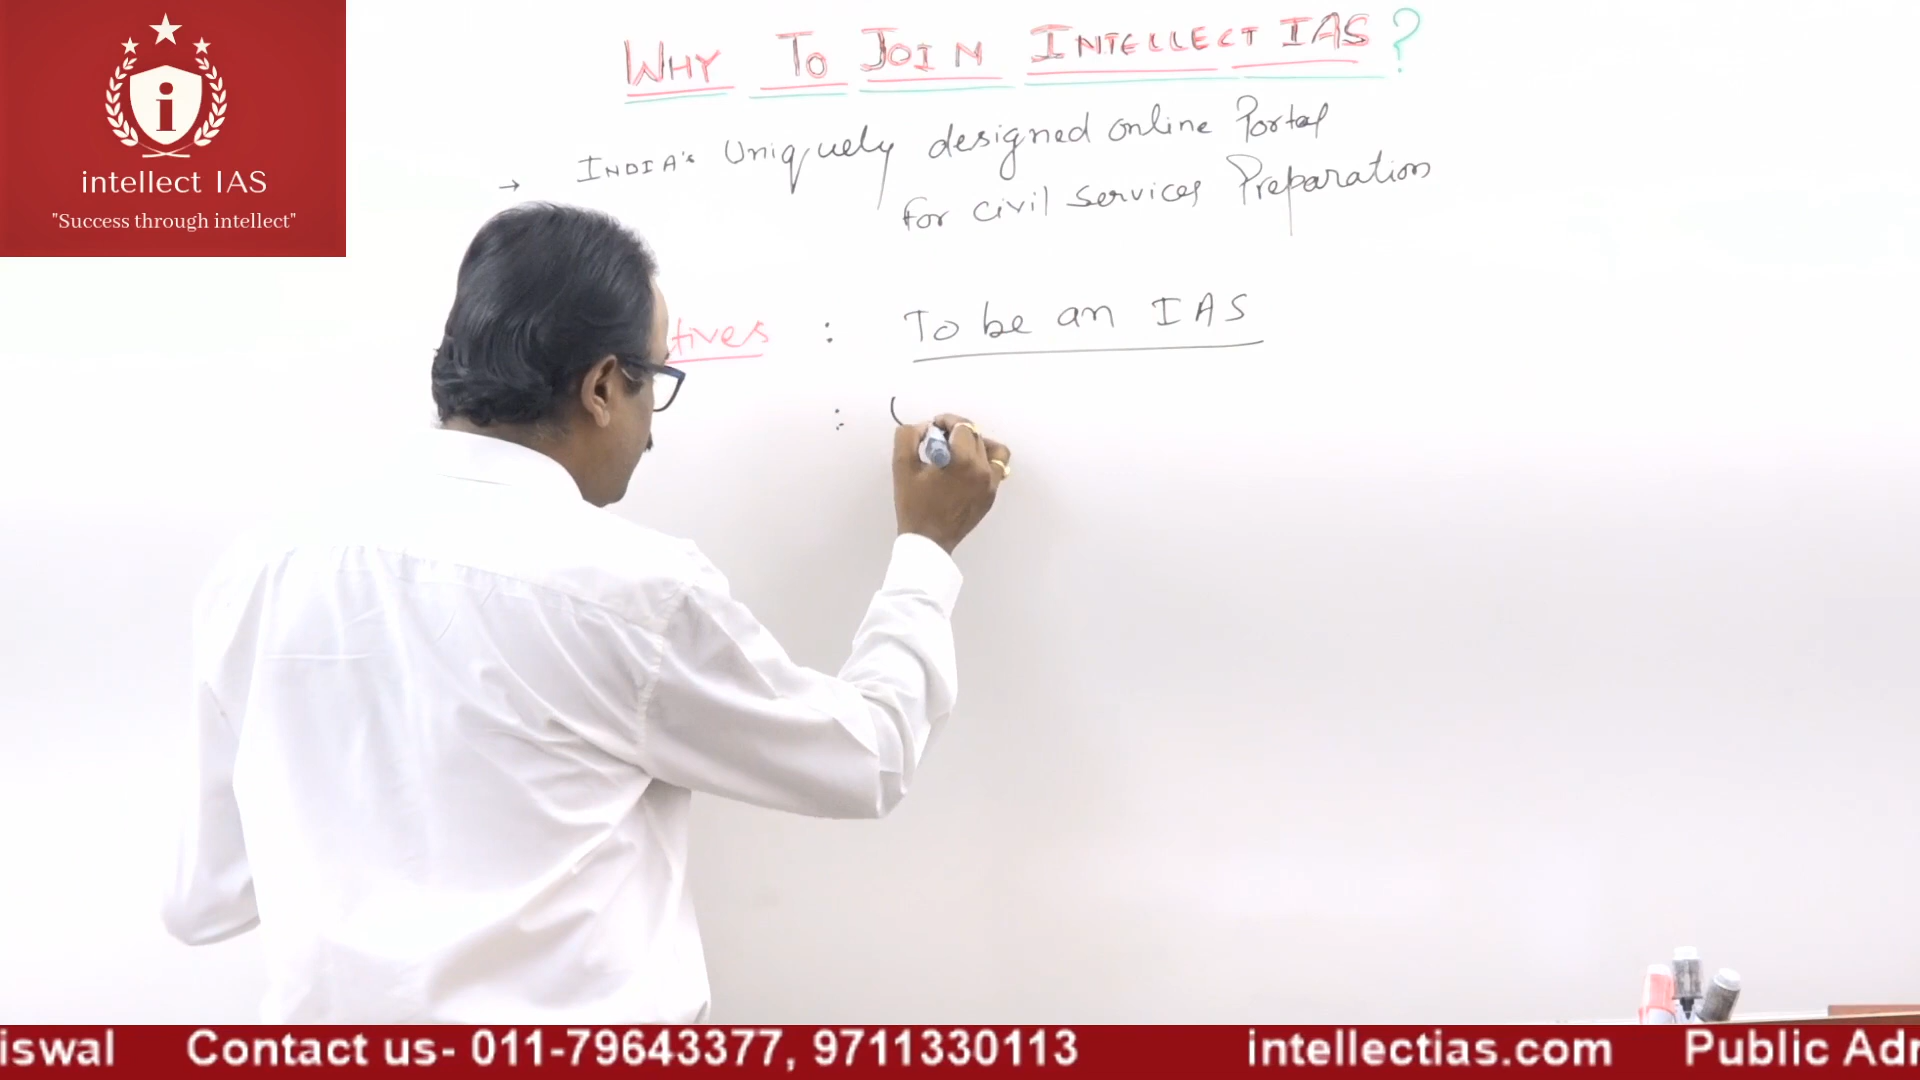 intellect IAS
"Success through intellect"
WHY TO JOIN INTELLECT IAS?
→ INDIA's Uniquely designed online Portal
for civil services Preparation
tives : To be an IAS
:
iswal Contact us- 011-79643377, 9711330113 intellectias.com Public Adm